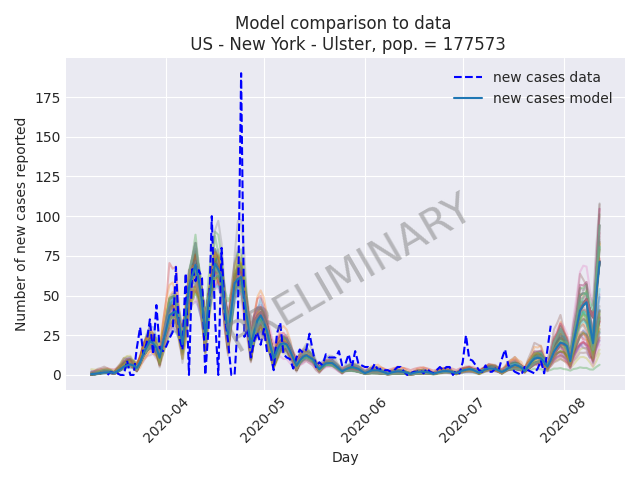 Model comparison to data
US - New York - Ulster, pop. = 177573
new cases data
new cases model
Number of new cases reported
175
150
125
100
75
50
25
0
PRELIMINARY
2020-04
2020-05
2020-06
2020-07
2020-08
Day